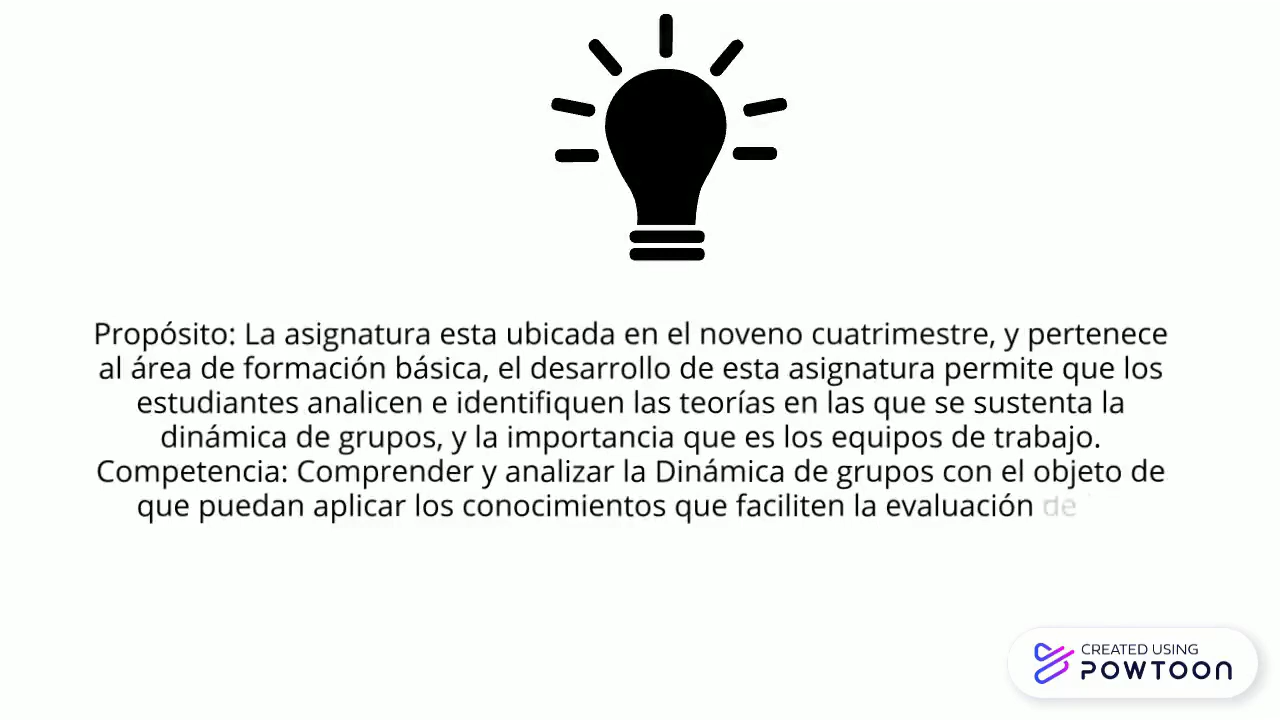 Propósito: La asignatura esta ubicada en el noveno cuatrimestre, y pertenece
al área de formación básica, el desarrollo de esta asignatura permite que los
estudiantes analicen e identifiquen las teorías en las que se sustenta la
dinámica de grupos, y la importancia que es los equipos de trabajo.
Competencia: Comprender y analizar la Dinámica de grupos con el objeto de
que puedan aplicar los conocimientos que faciliten la evaluación de
CREATED USING
POWTOON